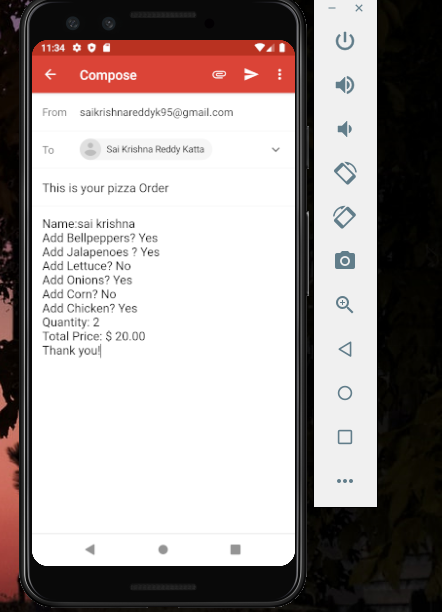 11:34
Compose
From saikrishnareddyk95@gmail.com
To Sai Krishna Reddy Katta
This is your pizza Order
Name:sai krishna
Add Bellpeppers? Yes
Add Jalapenoes ? Yes
Add Lettuce? No
Add Onions? Yes
Add Corn? No
Add Chicken? Yes
Quantity: 2
Total Price: $ 20.00
Thank you!